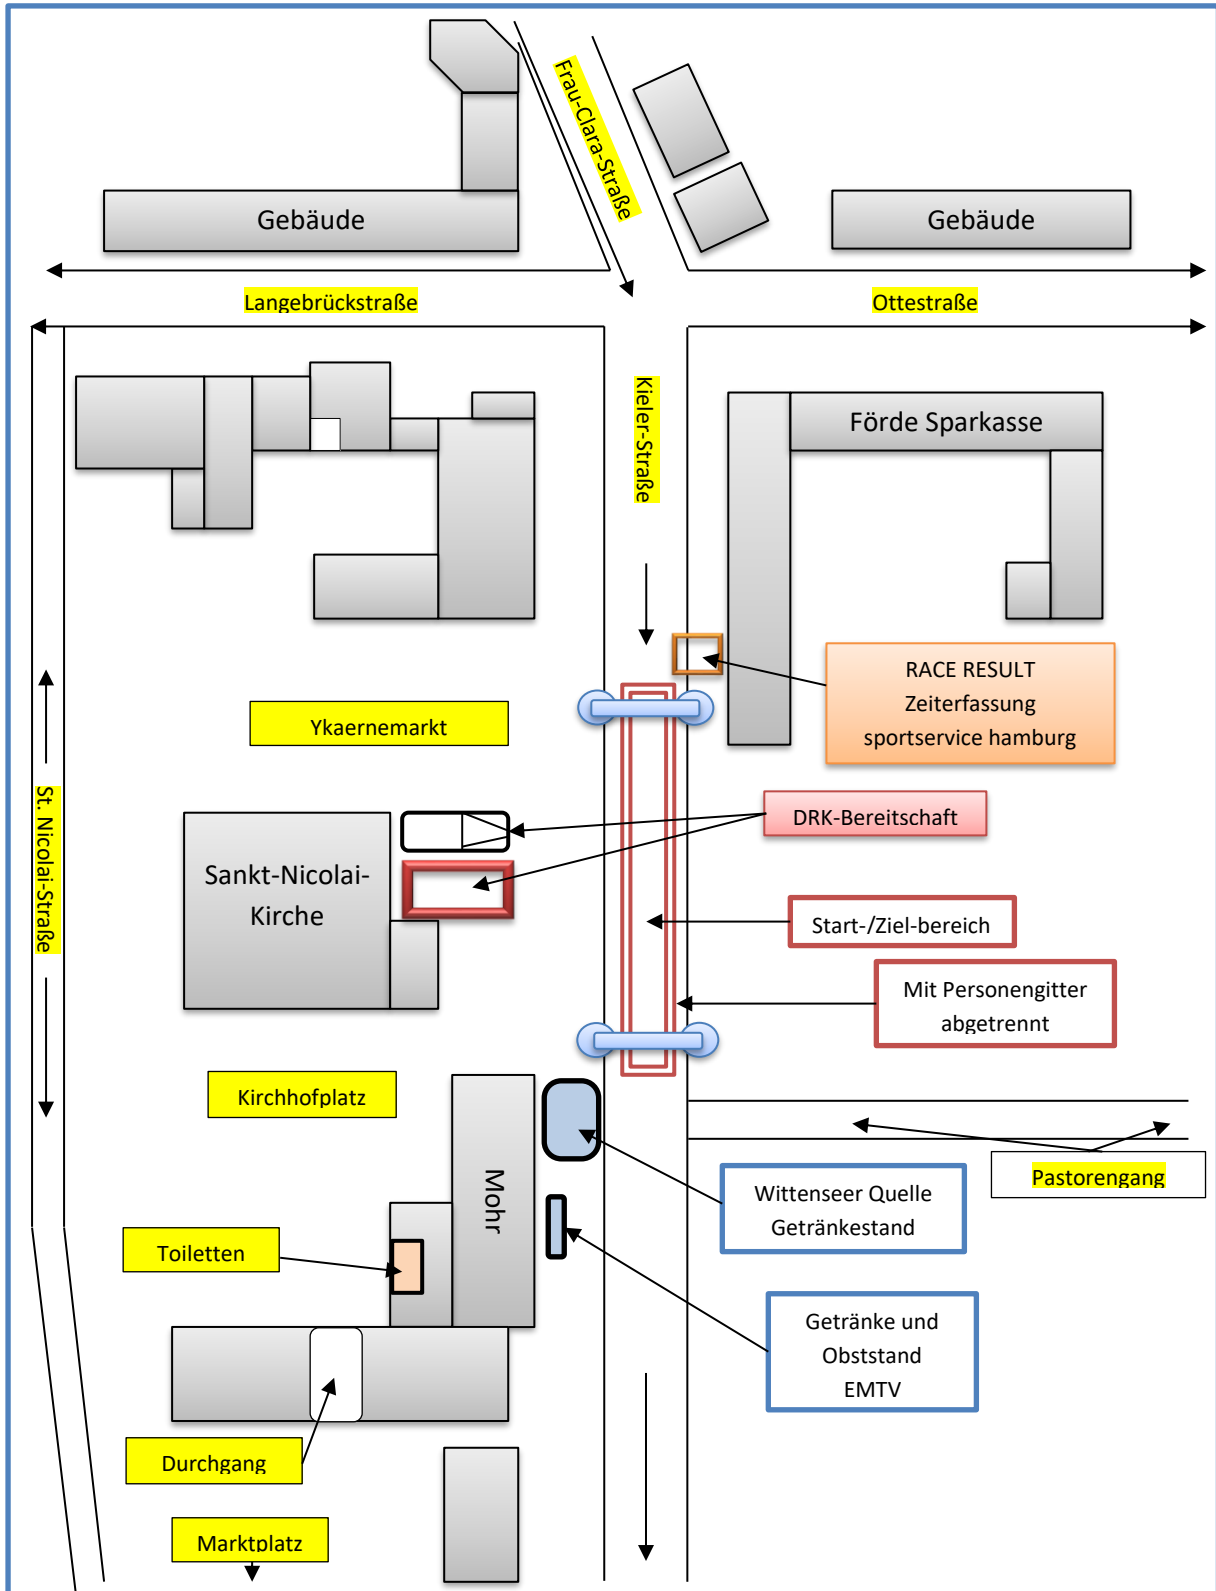 Frau-Clara-Straße
Gebäude
Gebäude
Langebrückstraße
Ottestraße
Kieler-Straße
Förde Sparkasse
RACE RESULT
Zeiterfassung
sportservice hamburg
Ykaernemarkt
St. Nicolai-Straße
DRK-Bereitschaft
Sankt-Nicolai-
Kirche
Start-/Ziel-bereich
Mit Personengitter
abgetrennt
Kirchhofplatz
Mohr
Pastorengang
Wittenseer Quelle
Getränkestand
Toiletten
Getränke und
Obststand
EMTV
Durchgang
Marktplatz